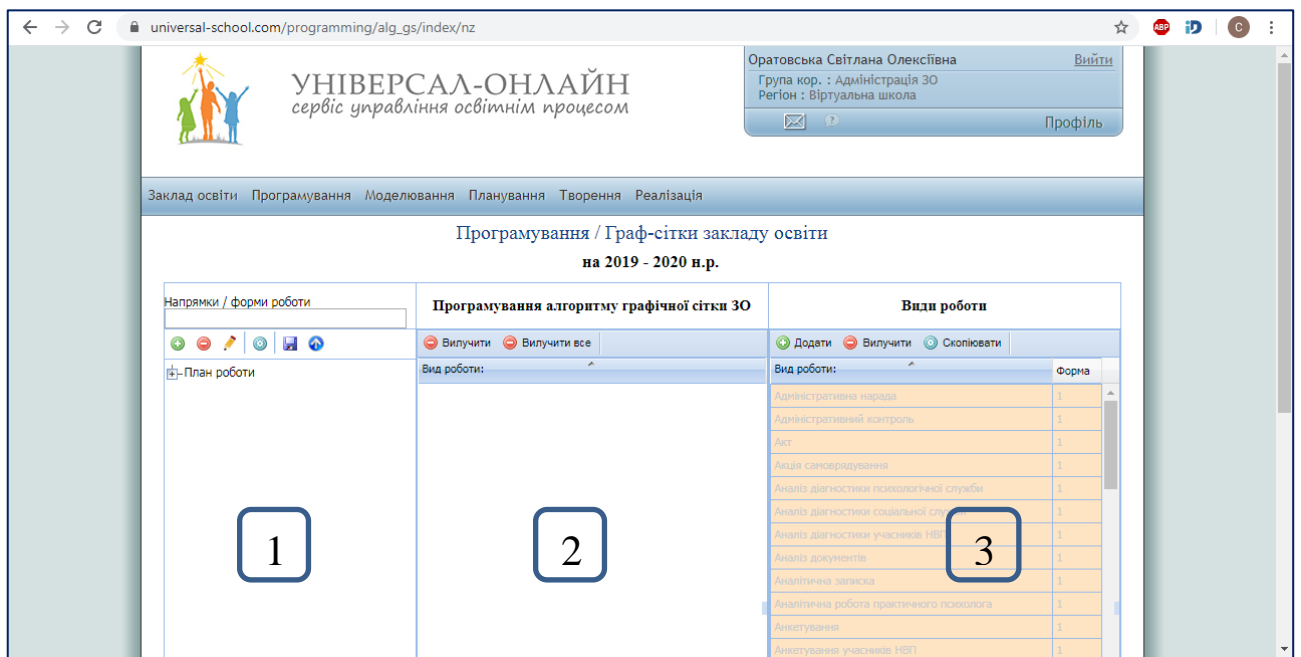 universal-school.com/programming/alg_gs/index/nz
ABP
C
УНІВЕРСАЛ-ОНЛАЙН
сервіс управління освітнім процесом
Оратовська Світлана Олексіївна Вийти
Група кор. : Адміністрація ЗО
Регіон : Віртуальна школа
Профіль
Заклад освіти Програмування Моделювання Планування Творення Реалізація
Програмування / Граф-сітки закладу освіти
на 2019 - 2020 н.р.
Напрямки / форми роботи
Програмування алгоритму графічної сітки ЗО
Види роботи
Вилучити Вилучити все
Додати Вилучити Скопіювати
План роботи
Вид роботи:
Вид роботи: Форма
Адміністративна нарада 1
Адміністративний контроль 1
Акт 1
Акція самоврядування 1
Аналіз діагностики психологічної служби 1
Аналіз діагностики соціальної 1
Аналіз діагностики учасників 1
Аналіз документів 1
Аналітична записка 1
Аналітична робота практичного психолога 1
Анкетування 1
Анкетування учасників НВП 1
1
2
3